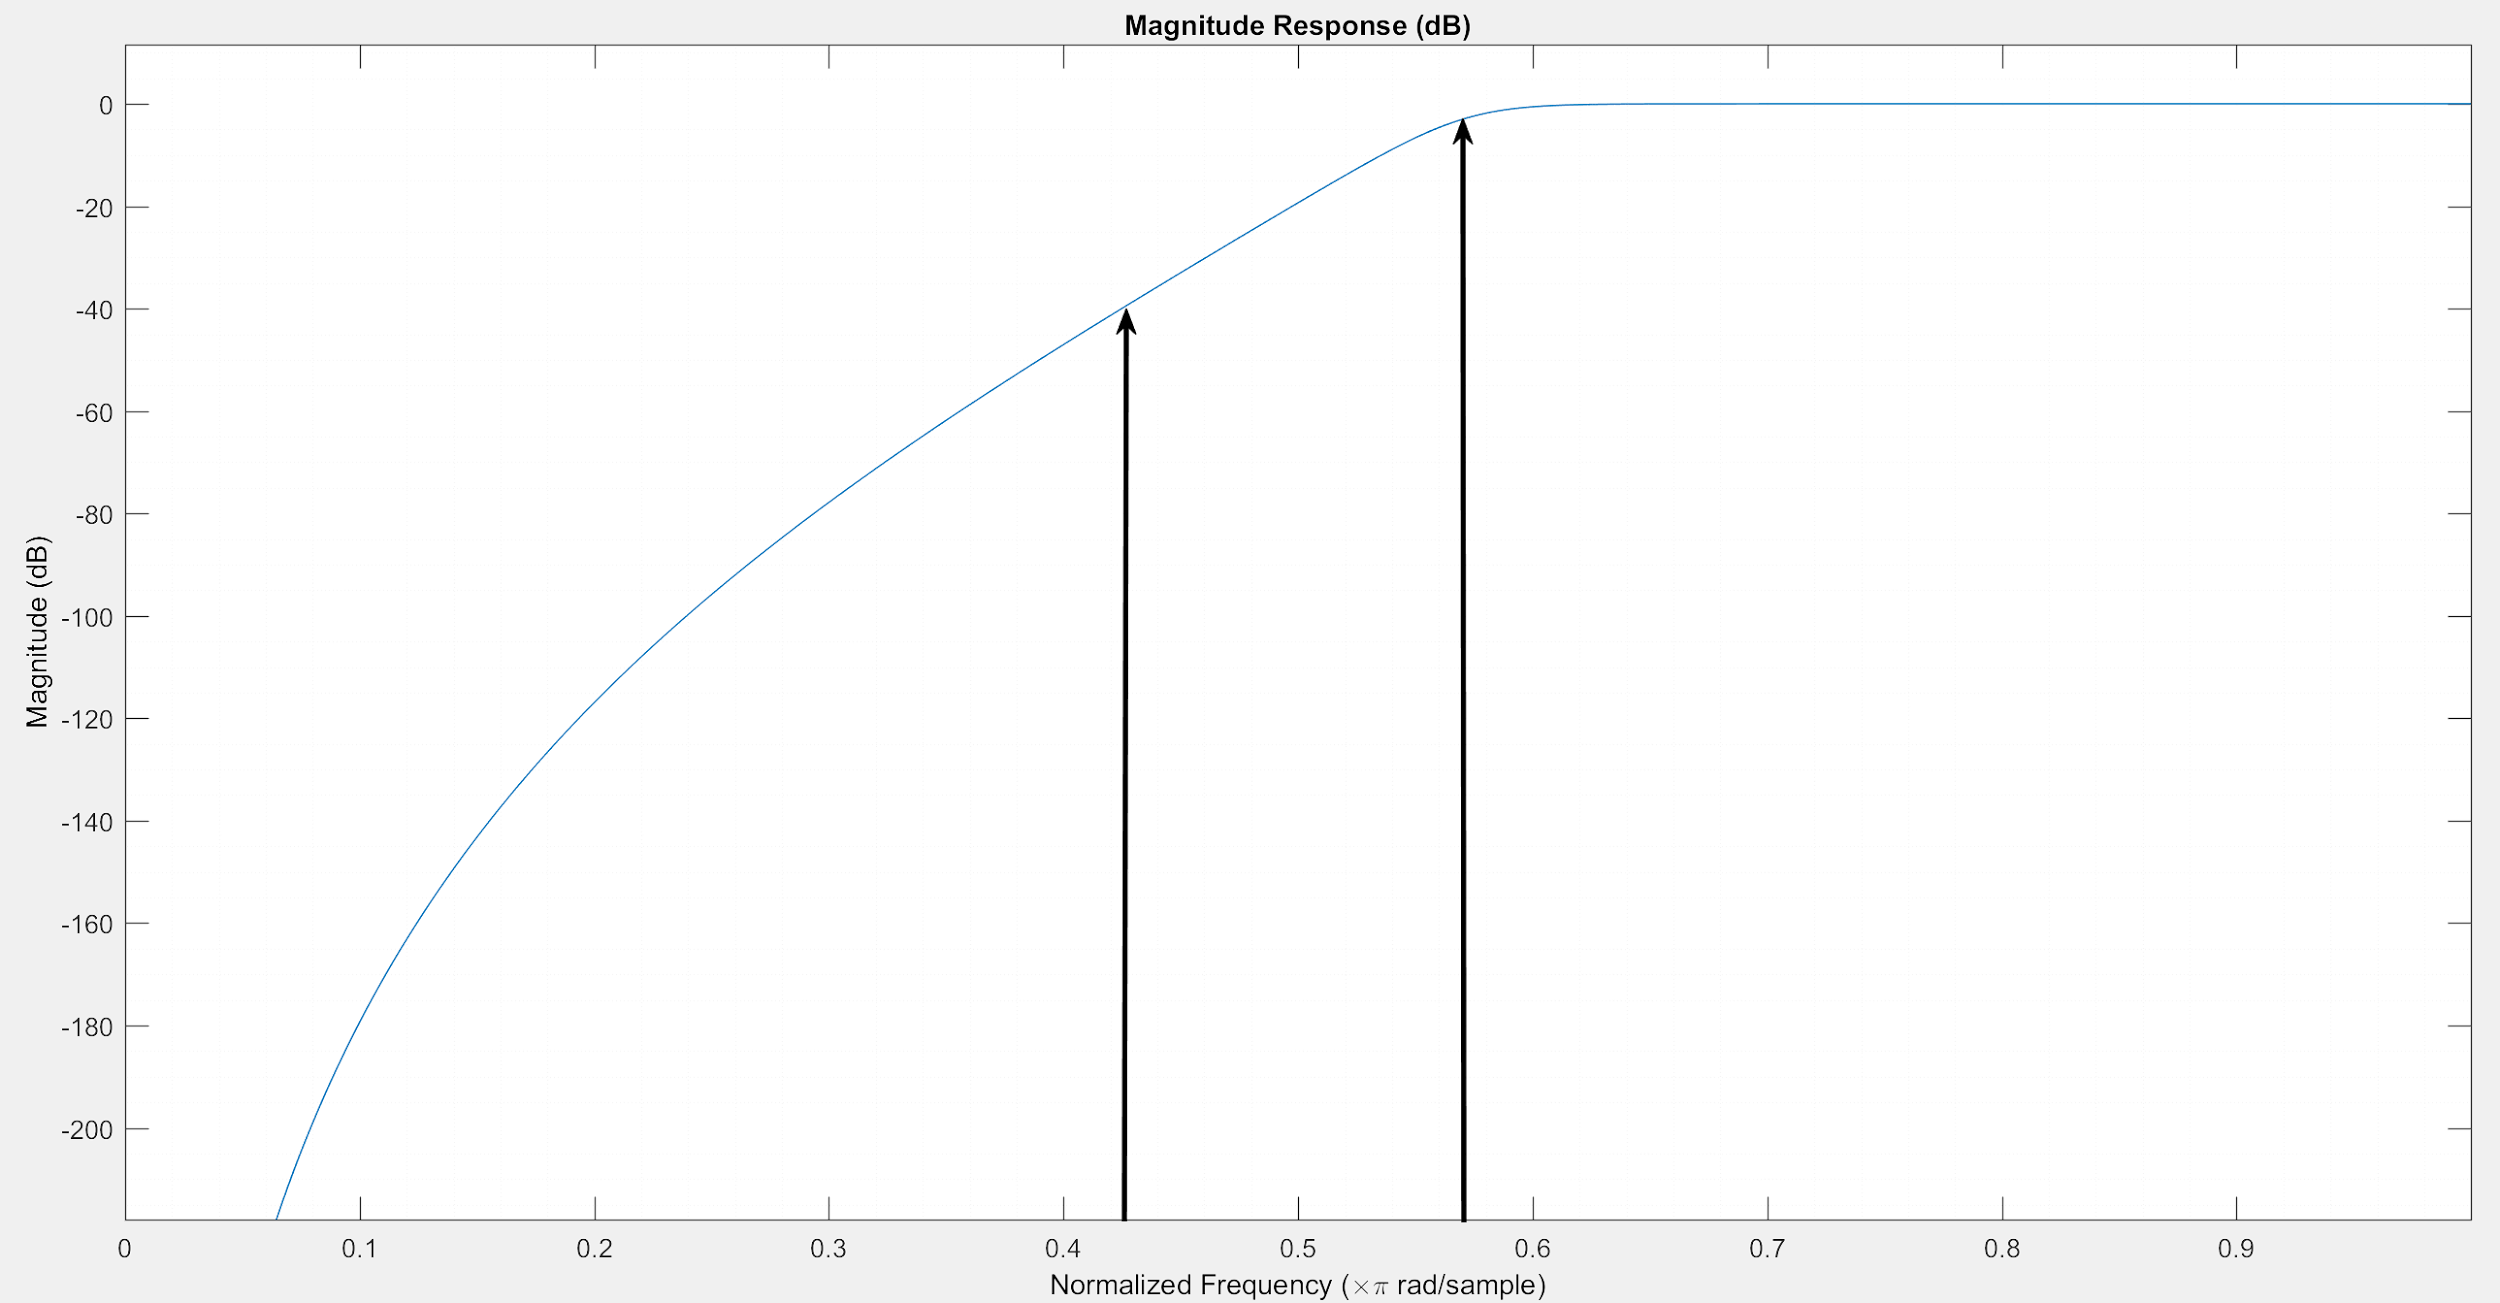 Magnitude Response (dB)
Magnitude (dB)
0
-20
-40
-60
-80
-100
-120
-140
-160
-180
-200
0 0.1 0.2 0.3 0.4 0.5 0.6 0.7 0.8 0.9
Normalized Frequency (×π rad/sample)